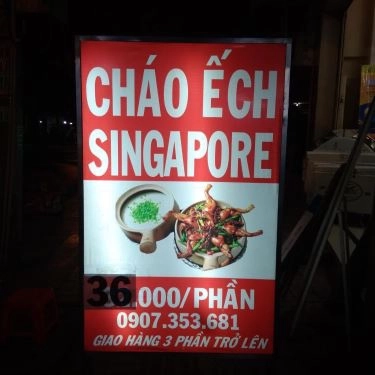 CHÁO ẾCH
SINGAPORE
36.000/PHẦN
0907.353.681
GIAO HÀNG 3 PHẦN TRỞ LÊN